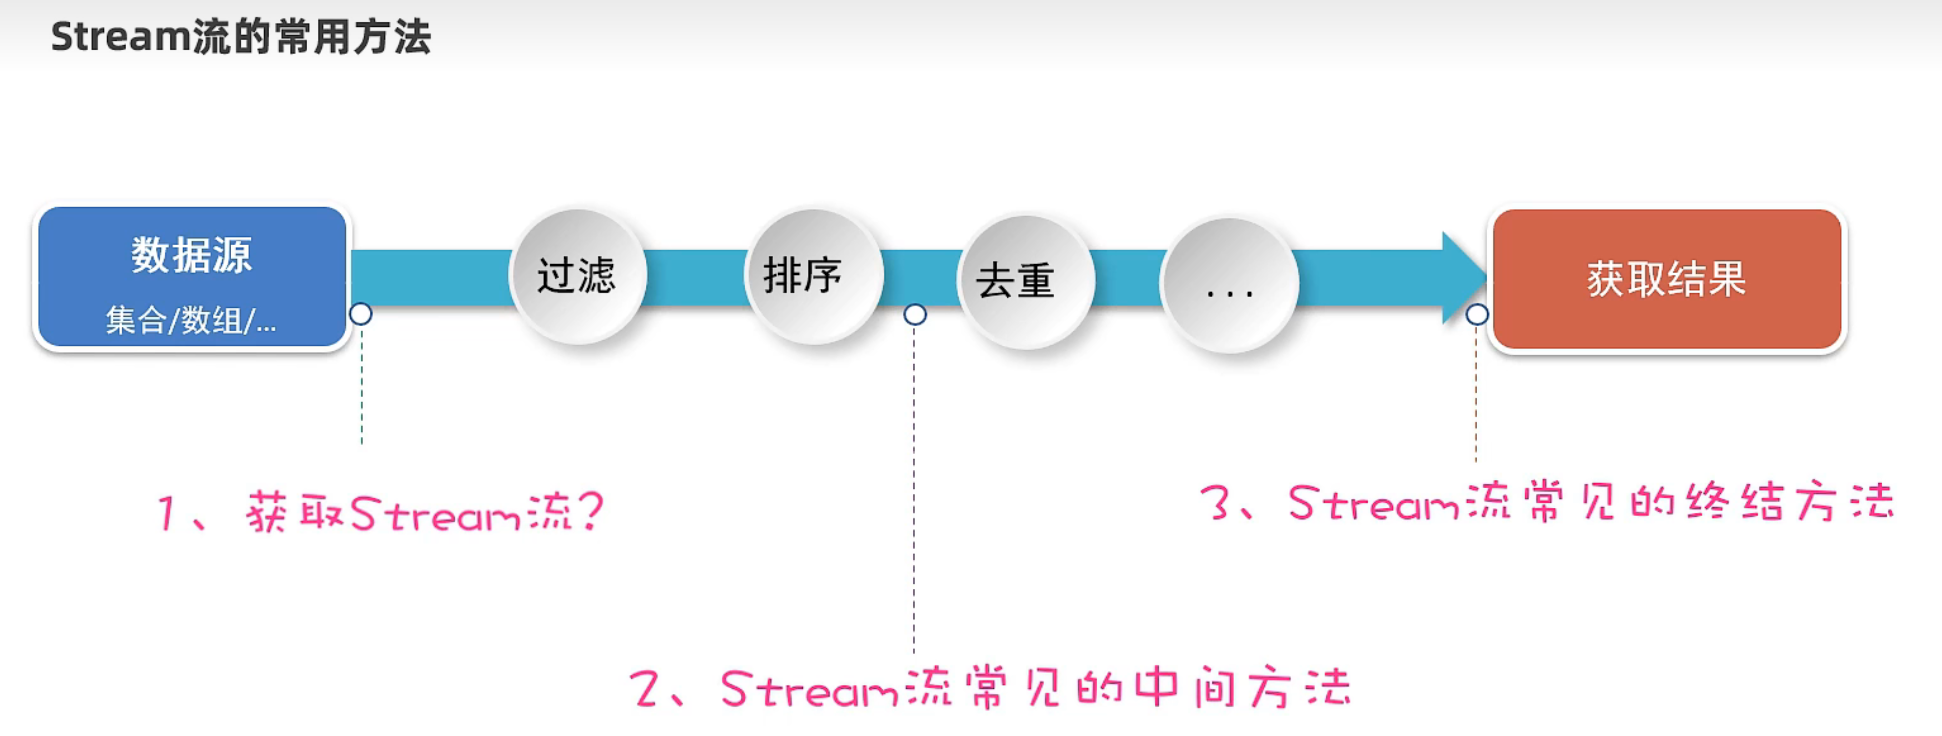 Stream流的常用方法
数据源
集合/数组/...
过滤
排序
去重
...
获取结果
1、获取Stream流?
3、Stream流常见的终结方法
2、Stream流常见的中间方法